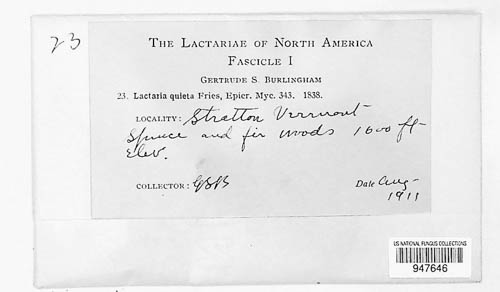 23
THE LACTARIAE OF NORTH AMERICA
FASCICLE I
GERTRUDE S. BURLINGHAM
23. Lactaria quieta Fries, Epicr. Myc. 343. 1838.
LOCALITY: Stratton Vermont
Spruce and fir woods 1600 ft-
Elev.
COLLECTOR: GSB Date Aug-
1911
US NATIONAL FUNGUS COLLECTIONS
947646